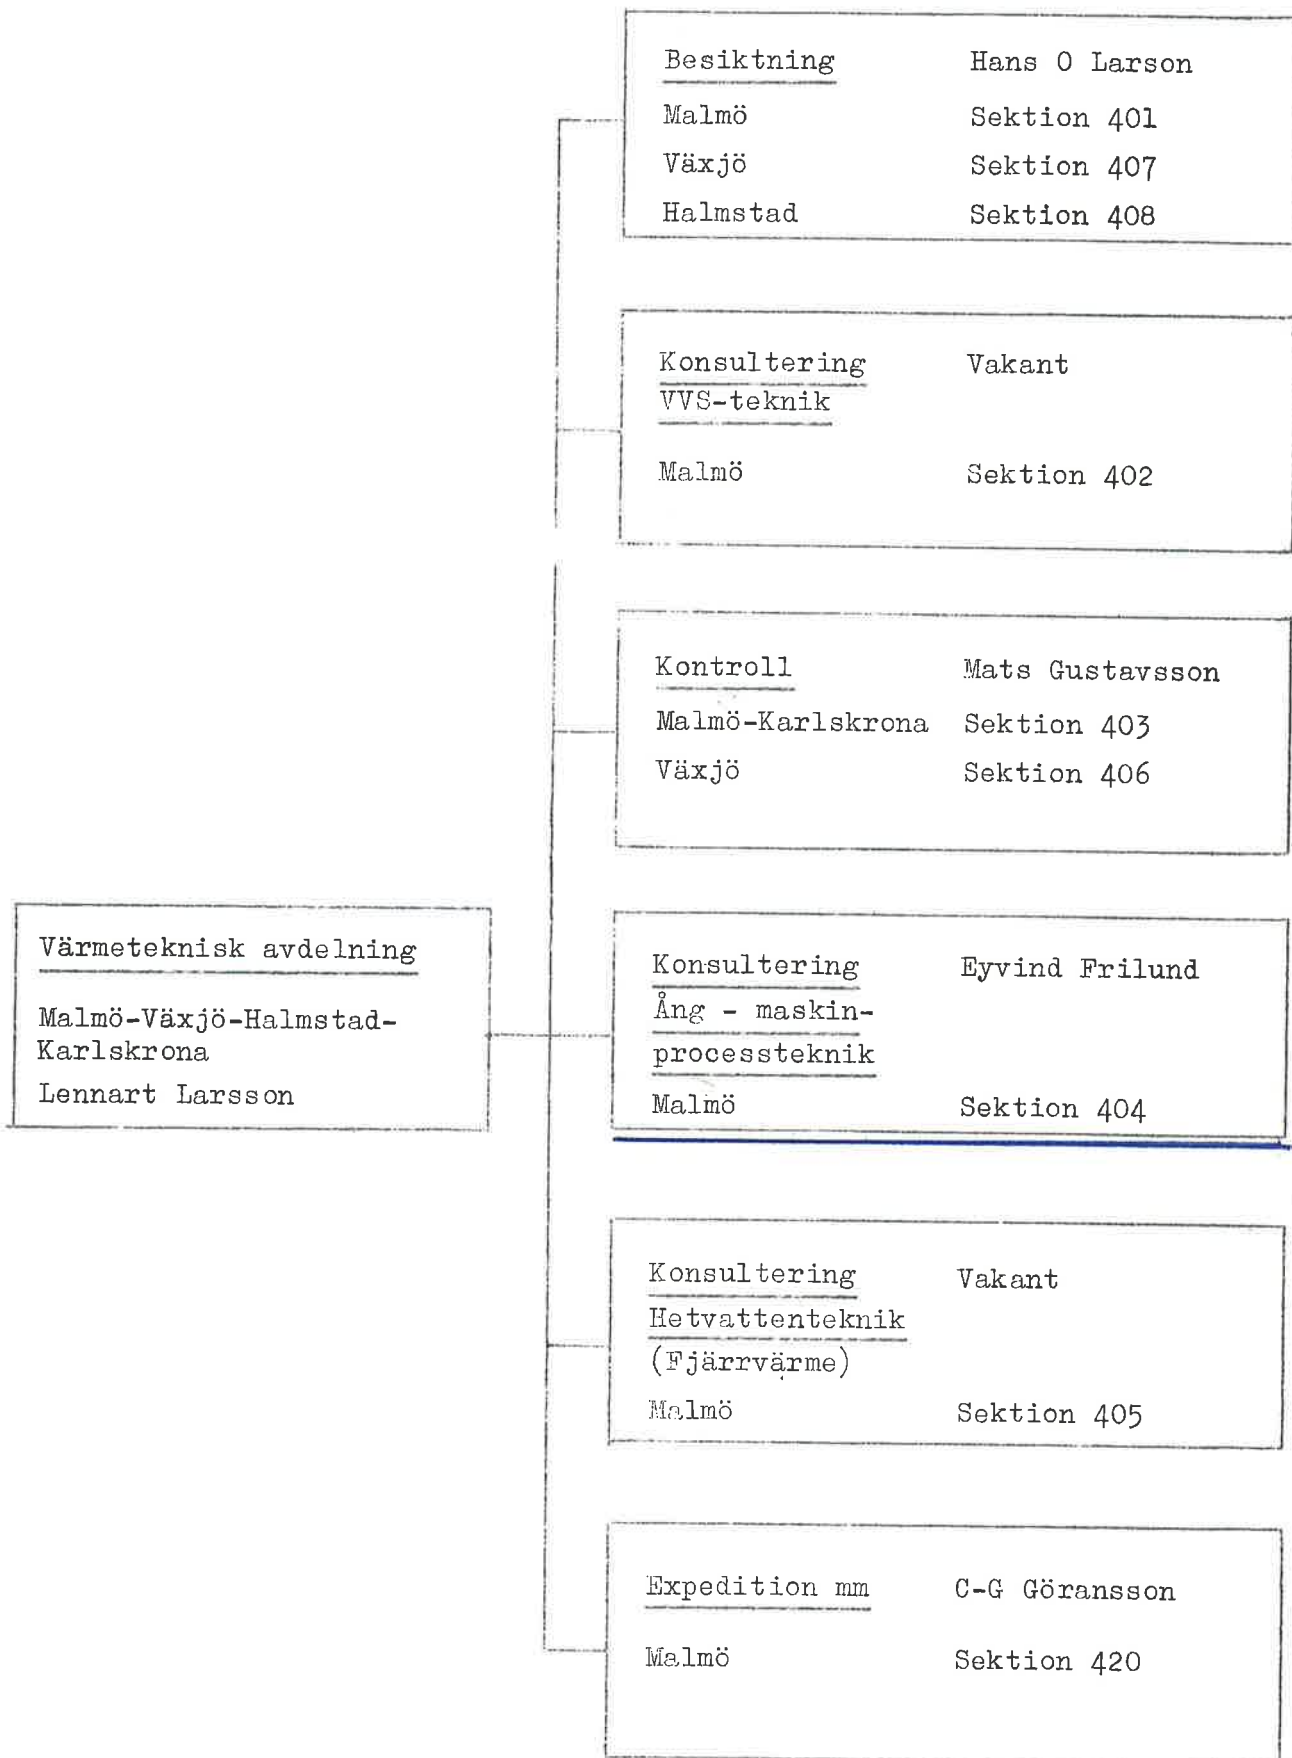 Besiktning Hans O Larson
Malmö Sektion 401
Växjö Sektion 407
Halmstad Sektion 408
Konsultering Vakant
VVS-teknik
Malmö Sektion 402
Kontroll Mats Gustavsson
Malmö-Karlskrona Sektion 403
Växjö Sektion 406
Värmeteknisk avdelning
Malmö-Växjö-Halmstad-
Karlskrona
Lennart Larsson
Konsultering Eyvind Frilund
Ång - maskin-
processteknik
Malmö Sektion 404
Konsultering Vakant
Hetvattenteknik
(Fjärrvärme)
Malmö Sektion 405
Expedition mm C-G Göransson
Malmö Sektion 420